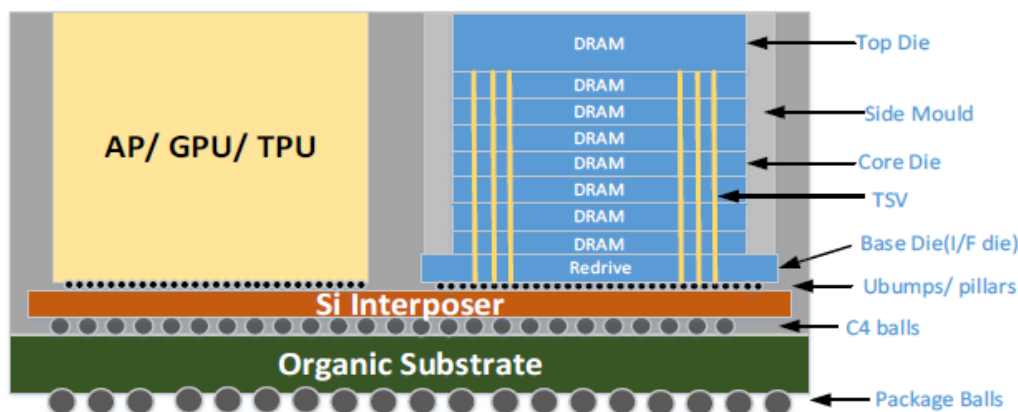 DRAM
Top Die
DRAM
DRAM
Side Mould
AP/ GPU/ TPU
DRAM
DRAM
Core Die
DRAM
TSV
DRAM
DRAM
Base Die(I/F die)
Redrive
Ubumps/ pillars
Si Interposer
C4 balls
Organic Substrate
Package Balls